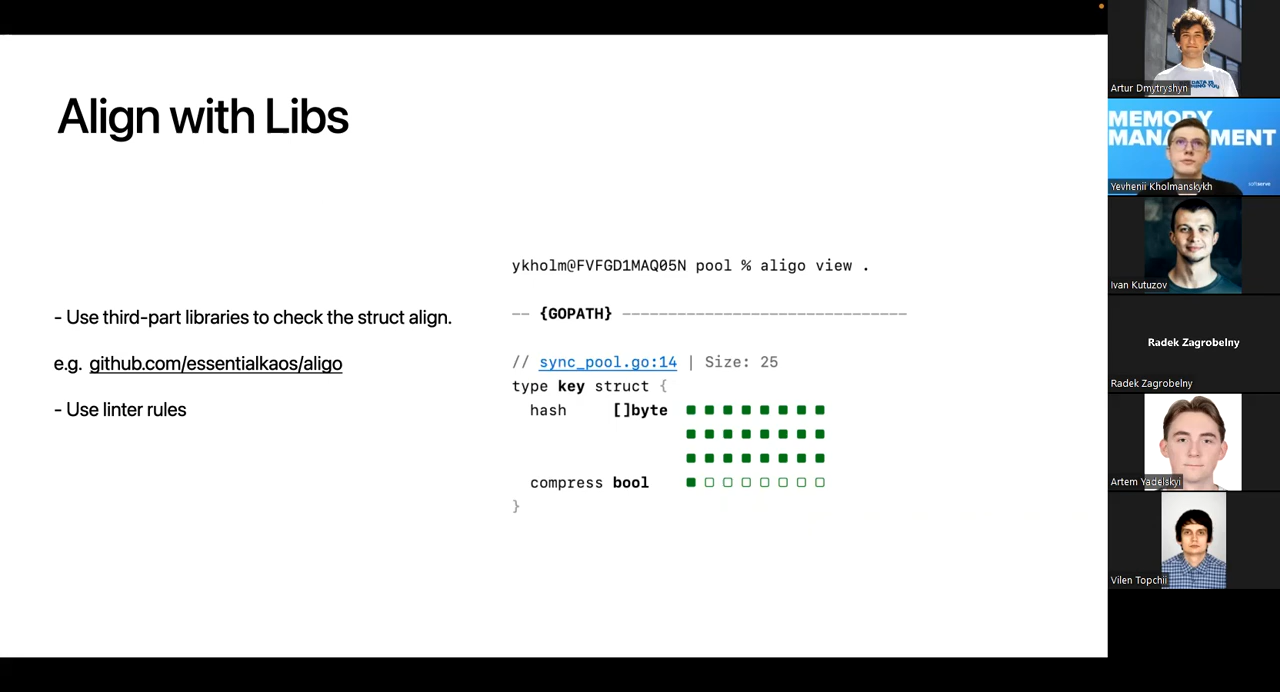 Align with Libs
- Use third-part libraries to check the struct align.
e.g. github.com/essentialkaos/aligo
- Use linter rules
ykholm@FVFGD1MAQ05N pool % aligo view .
-- {GOPATH} -------------------------------
// sync_pool.go:14 | Size: 25
type key struct {
hash []byte
compress bool
}
Artur Dmytryshyn
MEMORY
MANAGEMENT
softserve
Yevhenii Kholmanskykh
Ivan Kutuzov
Radek Zagrobelny
Radek Zagrobelny
Artem Yadelskyi
Vilen Topchii